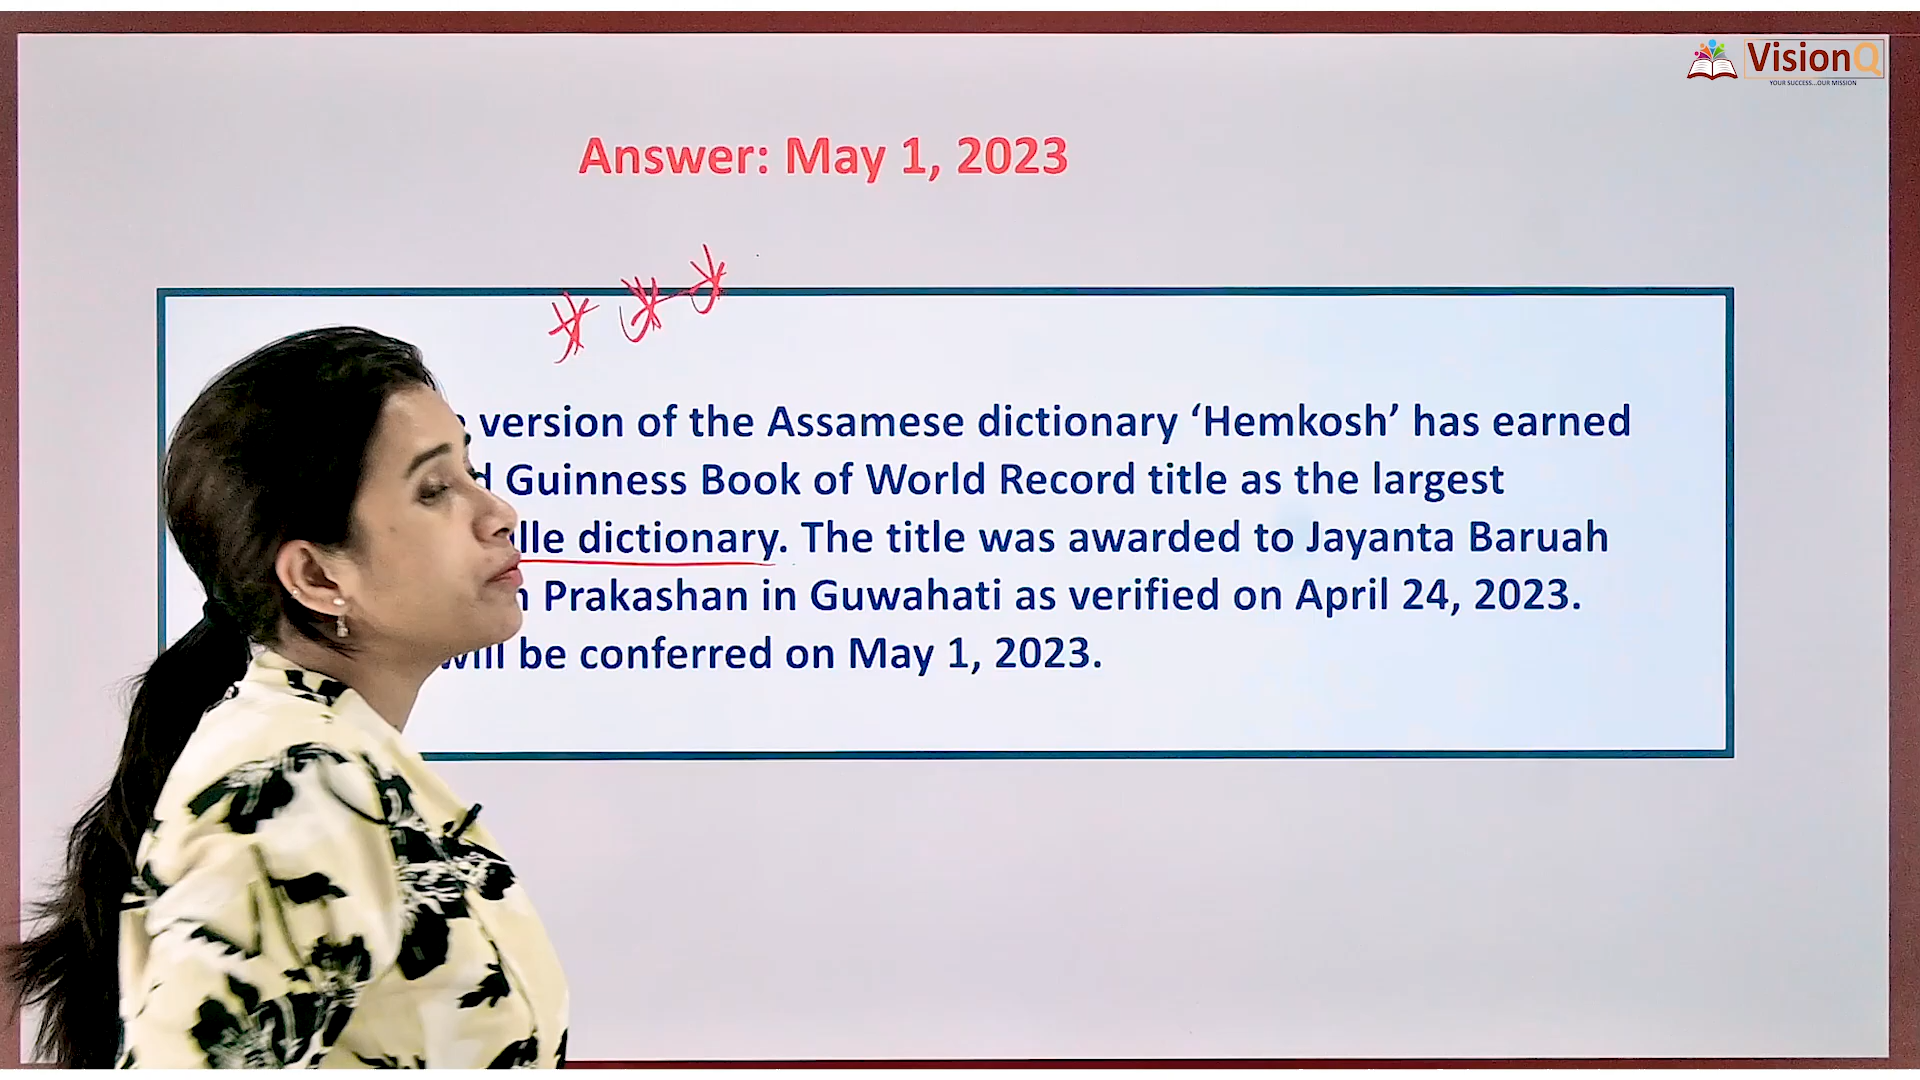 VisionQ
YOUR SUCCESS...OUR MISSION
Answer: May 1, 2023
version of the Assamese dictionary ‘Hemkosh’ has earned
Guinness Book of World Record title as the largest
dictionary. The title was awarded to Jayanta Baruah
Prakashan in Guwahati as verified on April 24, 2023.
will be conferred on May 1, 2023.